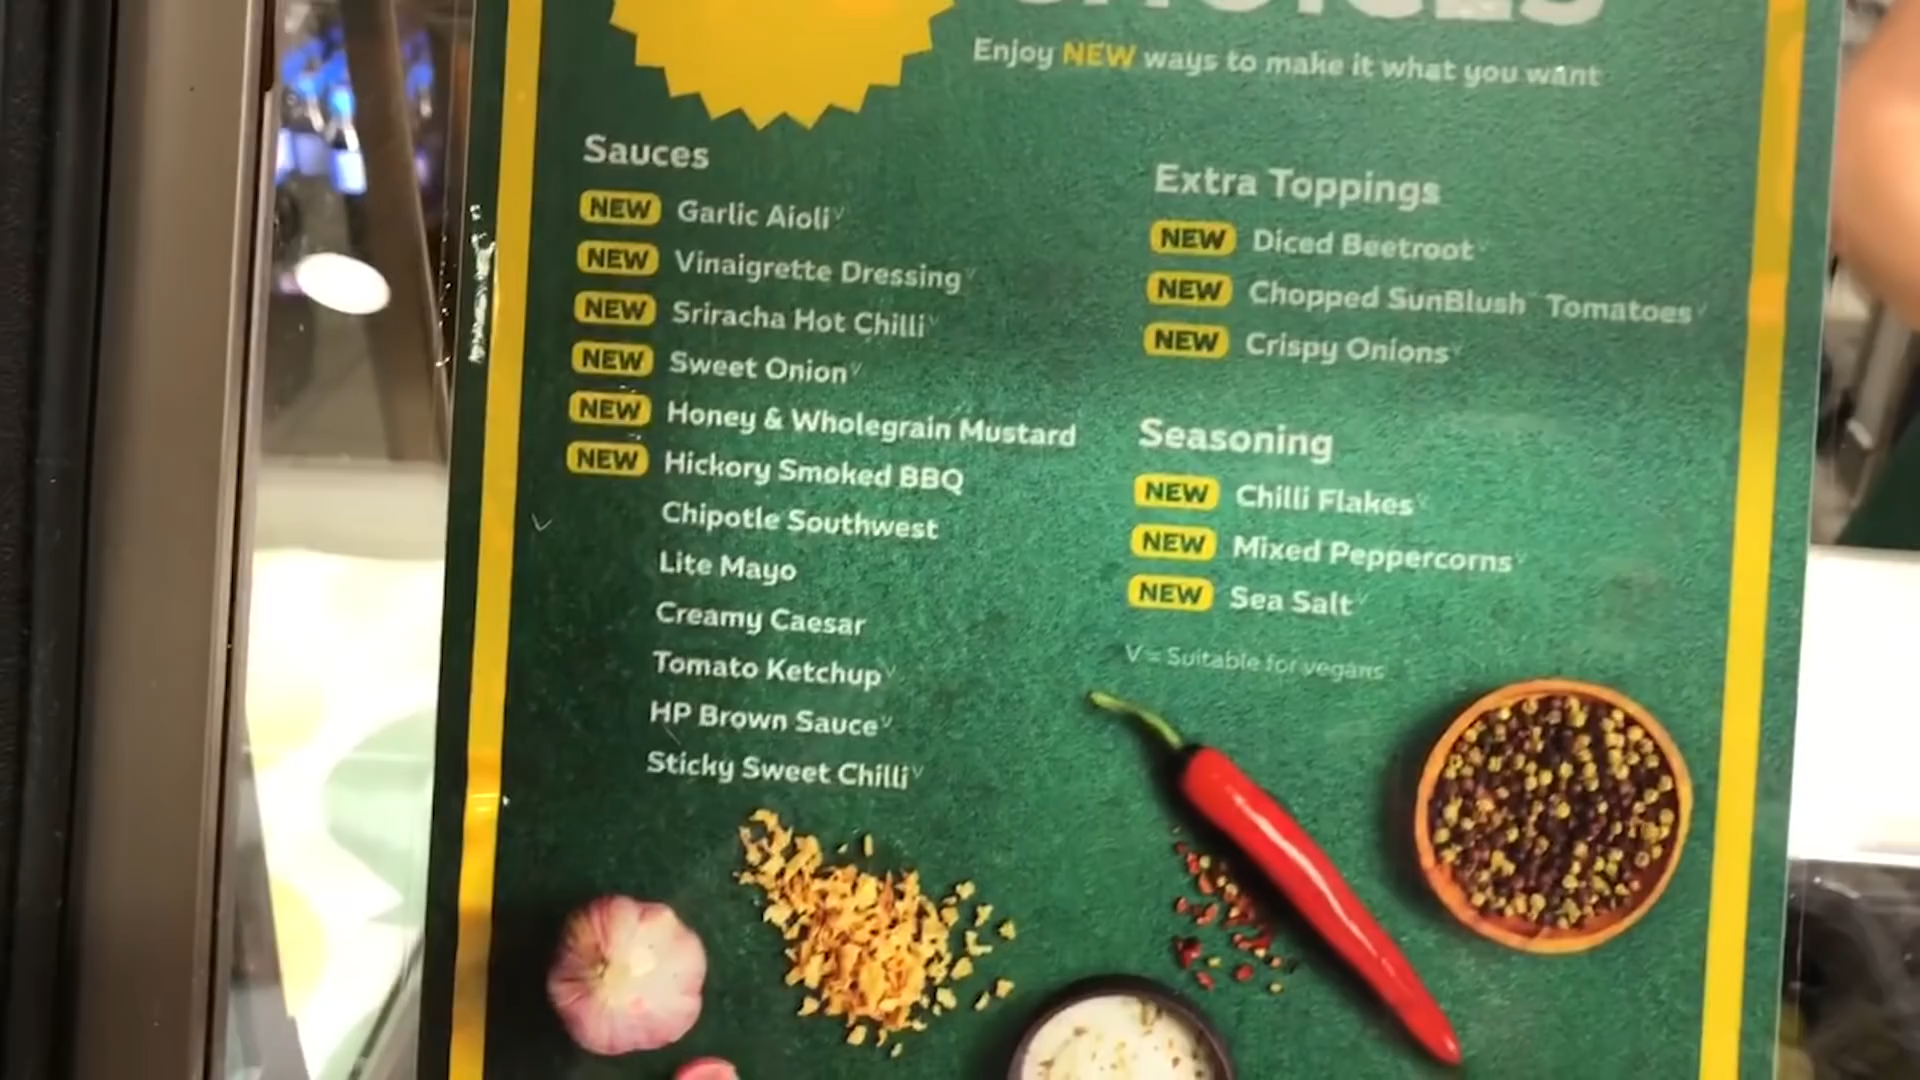 CHOICES
Enjoy NEW ways to make it what you want
Sauces
NEW Garlic Aioli V
NEW Vinaigrette Dressing V
NEW Sriracha Hot Chilli V
NEW Sweet Onion V
NEW Honey & Wholegrain Mustard
NEW Hickory Smoked BBQ
Chipotle Southwest
Lite Mayo
Creamy Caesar
Tomato Ketchup V
HP Brown Sauce V
Sticky Sweet Chilli V
Extra Toppings
NEW Diced Beetroot V
NEW Chopped SunBlush Tomatoes V
NEW Crispy Onions V
Seasoning
NEW Chilli Flakes V
NEW Mixed Peppercorns V
NEW Sea Salt V
V = Suitable for vegans